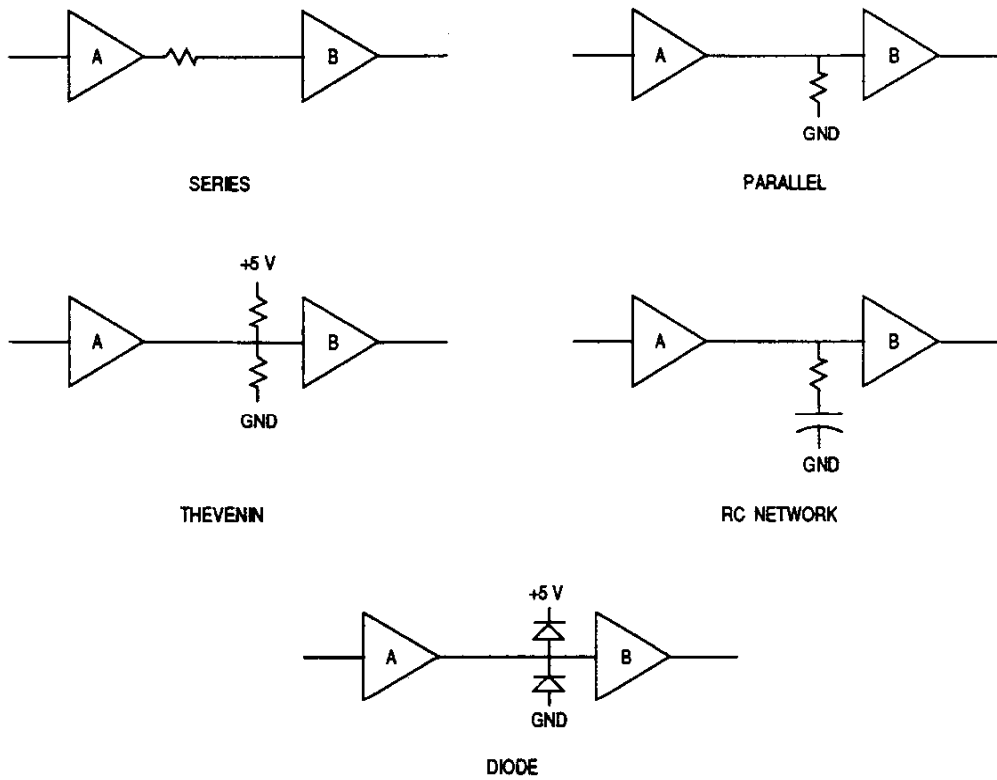 A
B
SERIES
A
B
GND
PARALLEL
+5 V
A
B
GND
THEVENIN
A
B
GND
RC NETWORK
+5 V
A
B
GND
DIODE